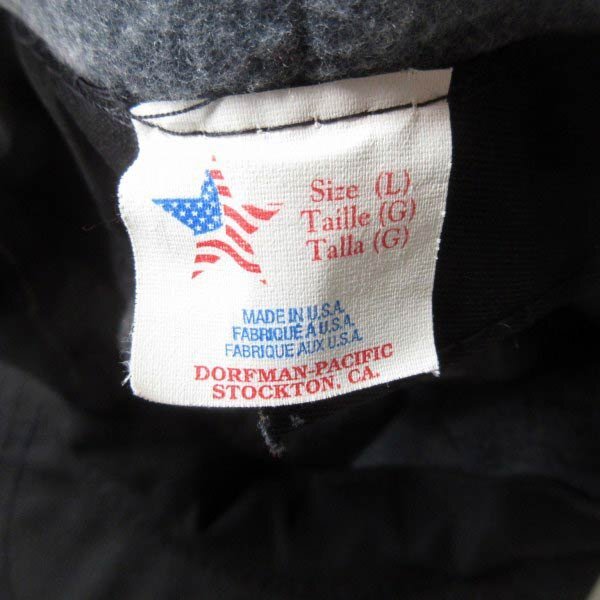 Size (L)
Taille (G)
Talla (G)
MADE IN U.S.A.
FABRIQUÉ A U.S.A.
FABRIQUE AUX U.S.A.
DORFMAN-PACIFIC
STOCKTON, CA.